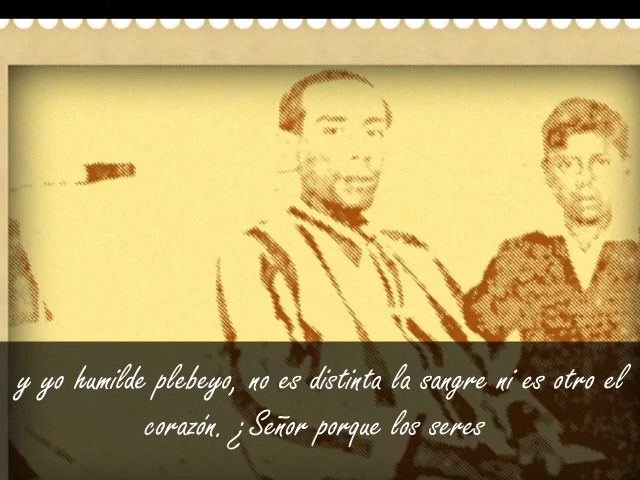 y yo humilde plebeyo, no es distinta la sangre ni es otro el
corazón. ¿Señor porque los seres